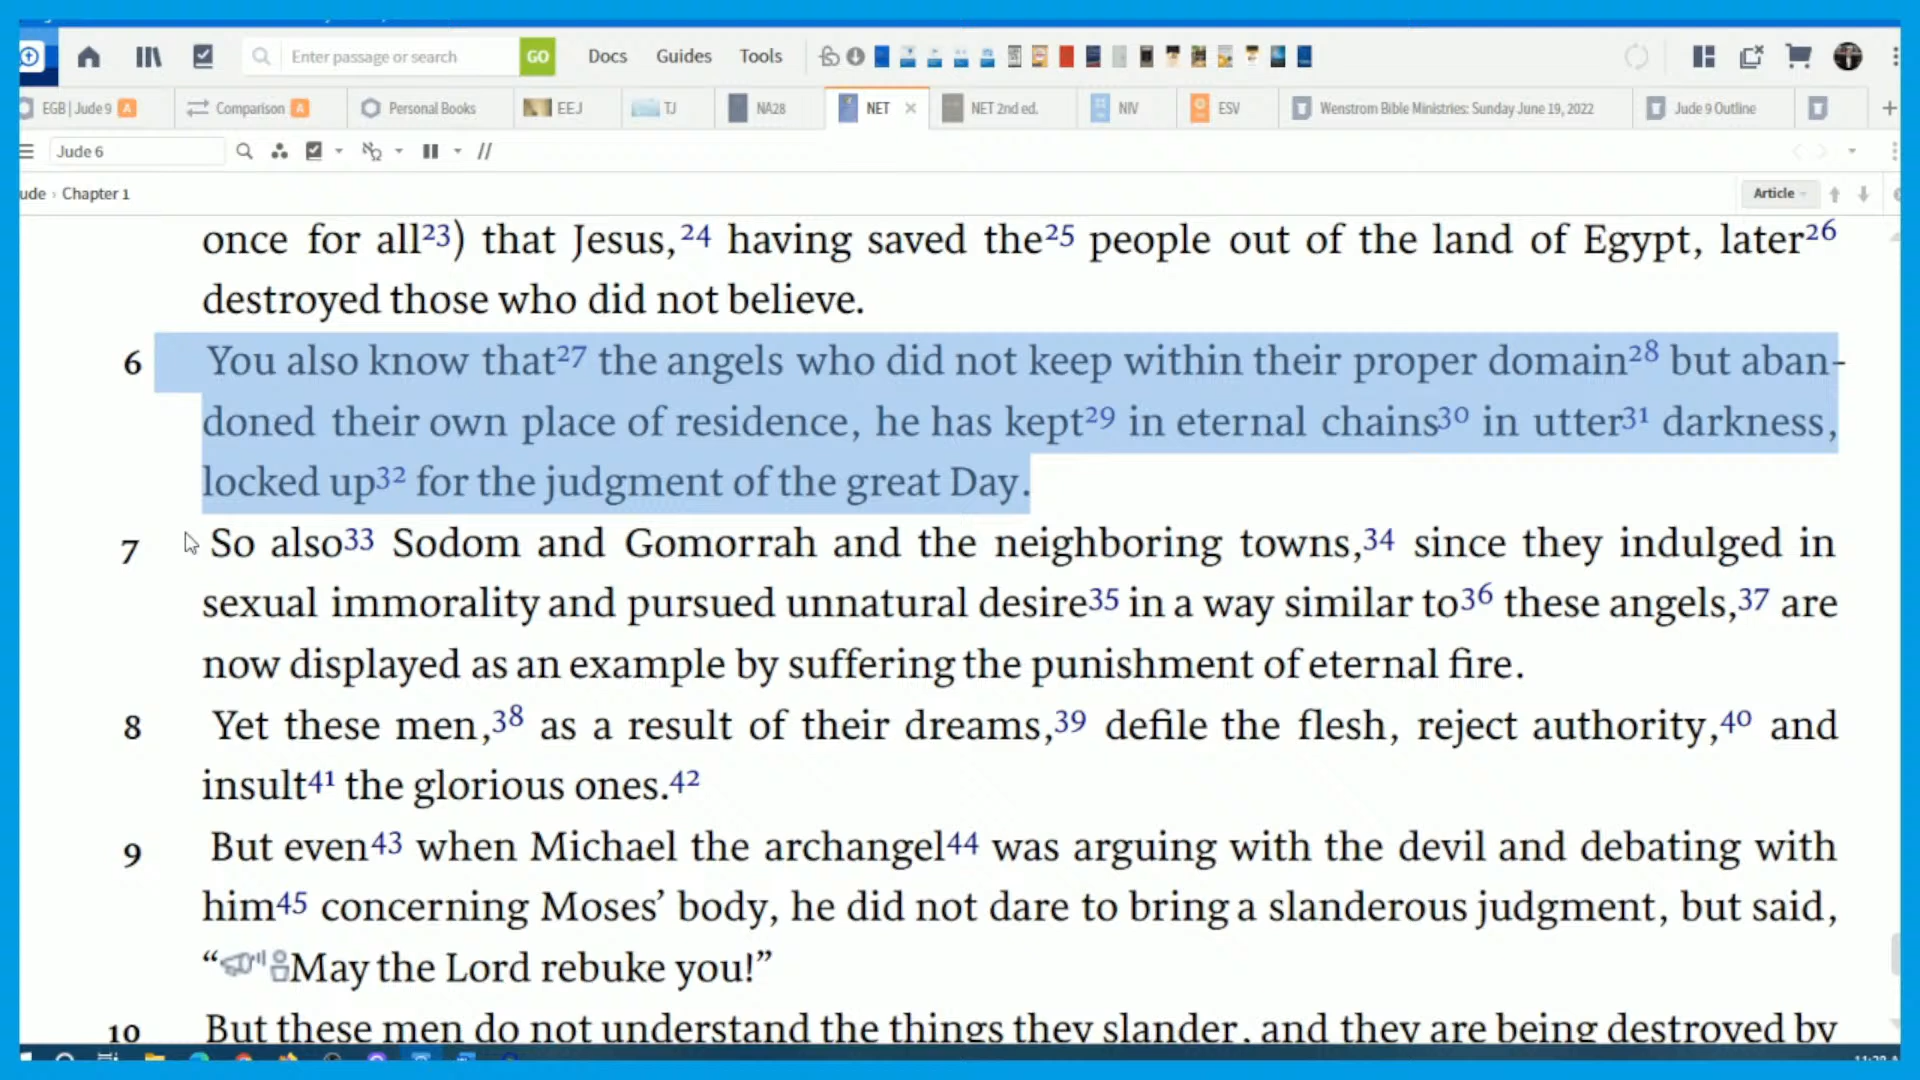 Enter passage or search GO Docs Guides Tools
EGB | Jude 9 A Comparison A Personal Books EEJ TJ NA28 NET NET 2nd ed. NIV ESV Wenstrom Bible Ministries: Sunday June 19, 2022 Jude 9 Outline
Jude 6
ude › Chapter 1 Article
once for all23) that Jesus,24 having saved the25 people out of the land of Egypt, later26
destroyed those who did not believe.
6 You also know that27 the angels who did not keep within their proper domain28 but aban-
doned their own place of residence, he has kept29 in eternal chains30 in utter31 darkness,
locked up32 for the judgment of the great Day.
7 So also33 Sodom and Gomorrah and the neighboring towns,34 since they indulged in
sexual immorality and pursued unnatural desire35 in a way similar to36 these angels,37 are
now displayed as an example by suffering the punishment of eternal fire.
8 Yet these men,38 as a result of their dreams,39 defile the flesh, reject authority,40 and
insult41 the glorious ones.42
9 But even43 when Michael the archangel44 was arguing with the devil and debating with
him45 concerning Moses’ body, he did not dare to bring a slanderous judgment, but said,
“May the Lord rebuke you!”
10 But these men do not understand the things they slander, and they are being destroyed by